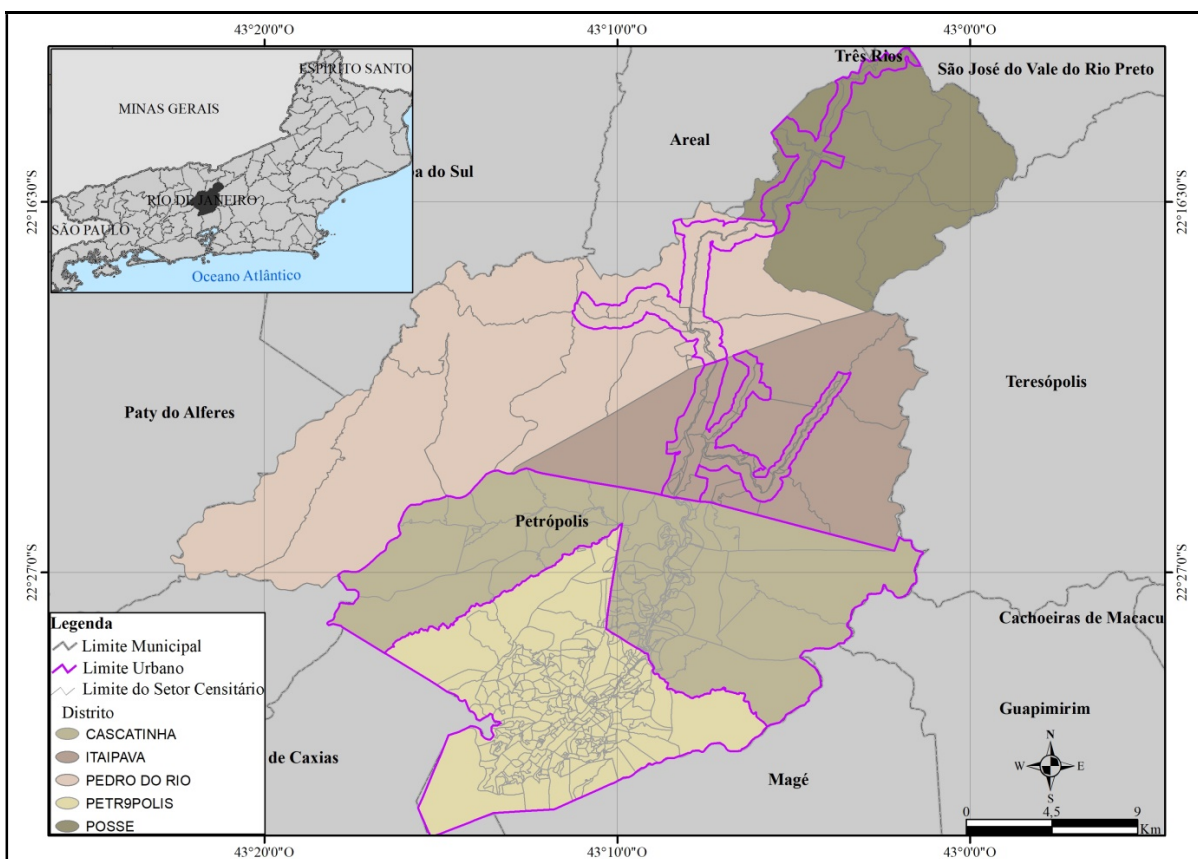 43°20'0"O
43°10'0"O
43°00'0"O
ESPIRITO SANTO
MINAS GERAIS
RIO DE JANEIRO
SÃO PAULO
Oceano Atlântico
Três Rios
São José do Vale do Rio Preto
Areal
a do Sul
22°16'30"S
22°16'30"S
Teresópolis
Paty do Alferes
Petrópolis
22°27'0"S
22°27'0"S
Cachoeiras de Macacu
Guapimirim
de Caxias
Magé
Legenda
Limite Municipal
Limite Urbano
Limite do Setor Censitário
Distrito
CASCATINHA
ITAIPAVA
PEDRO DO RIO
PETR9POLIS
POSSE
N
W E
S
0 4,5 9
Km
43°20'0"O
43°10'0"O
43°00'0"O